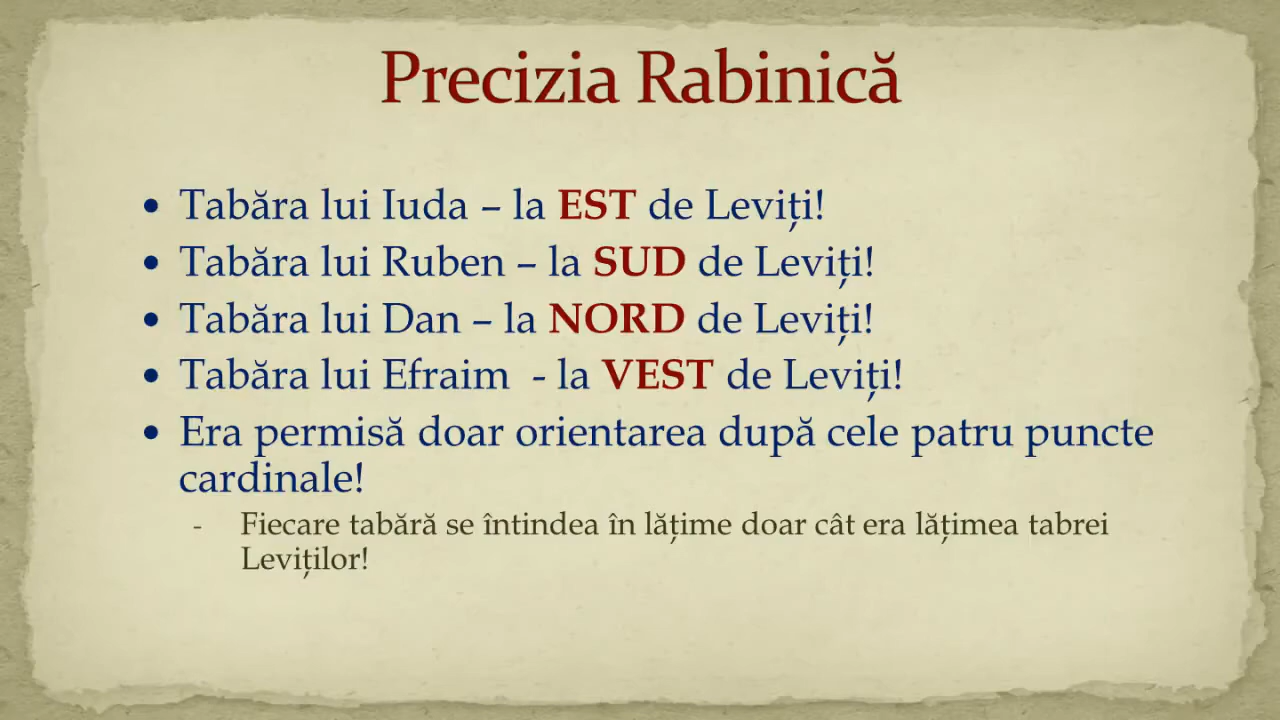 Precizia Rabinică
• Tabăra lui Iuda – la EST de Leviți!
• Tabăra lui Ruben – la SUD de Leviți!
• Tabăra lui Dan – la NORD de Leviți!
• Tabăra lui Efraim - la VEST de Leviți!
• Era permisă doar orientarea după cele patru puncte
cardinale!
- Fiecare tabără se întindea în lățime doar cât era lățimea tabrei
Leviților!